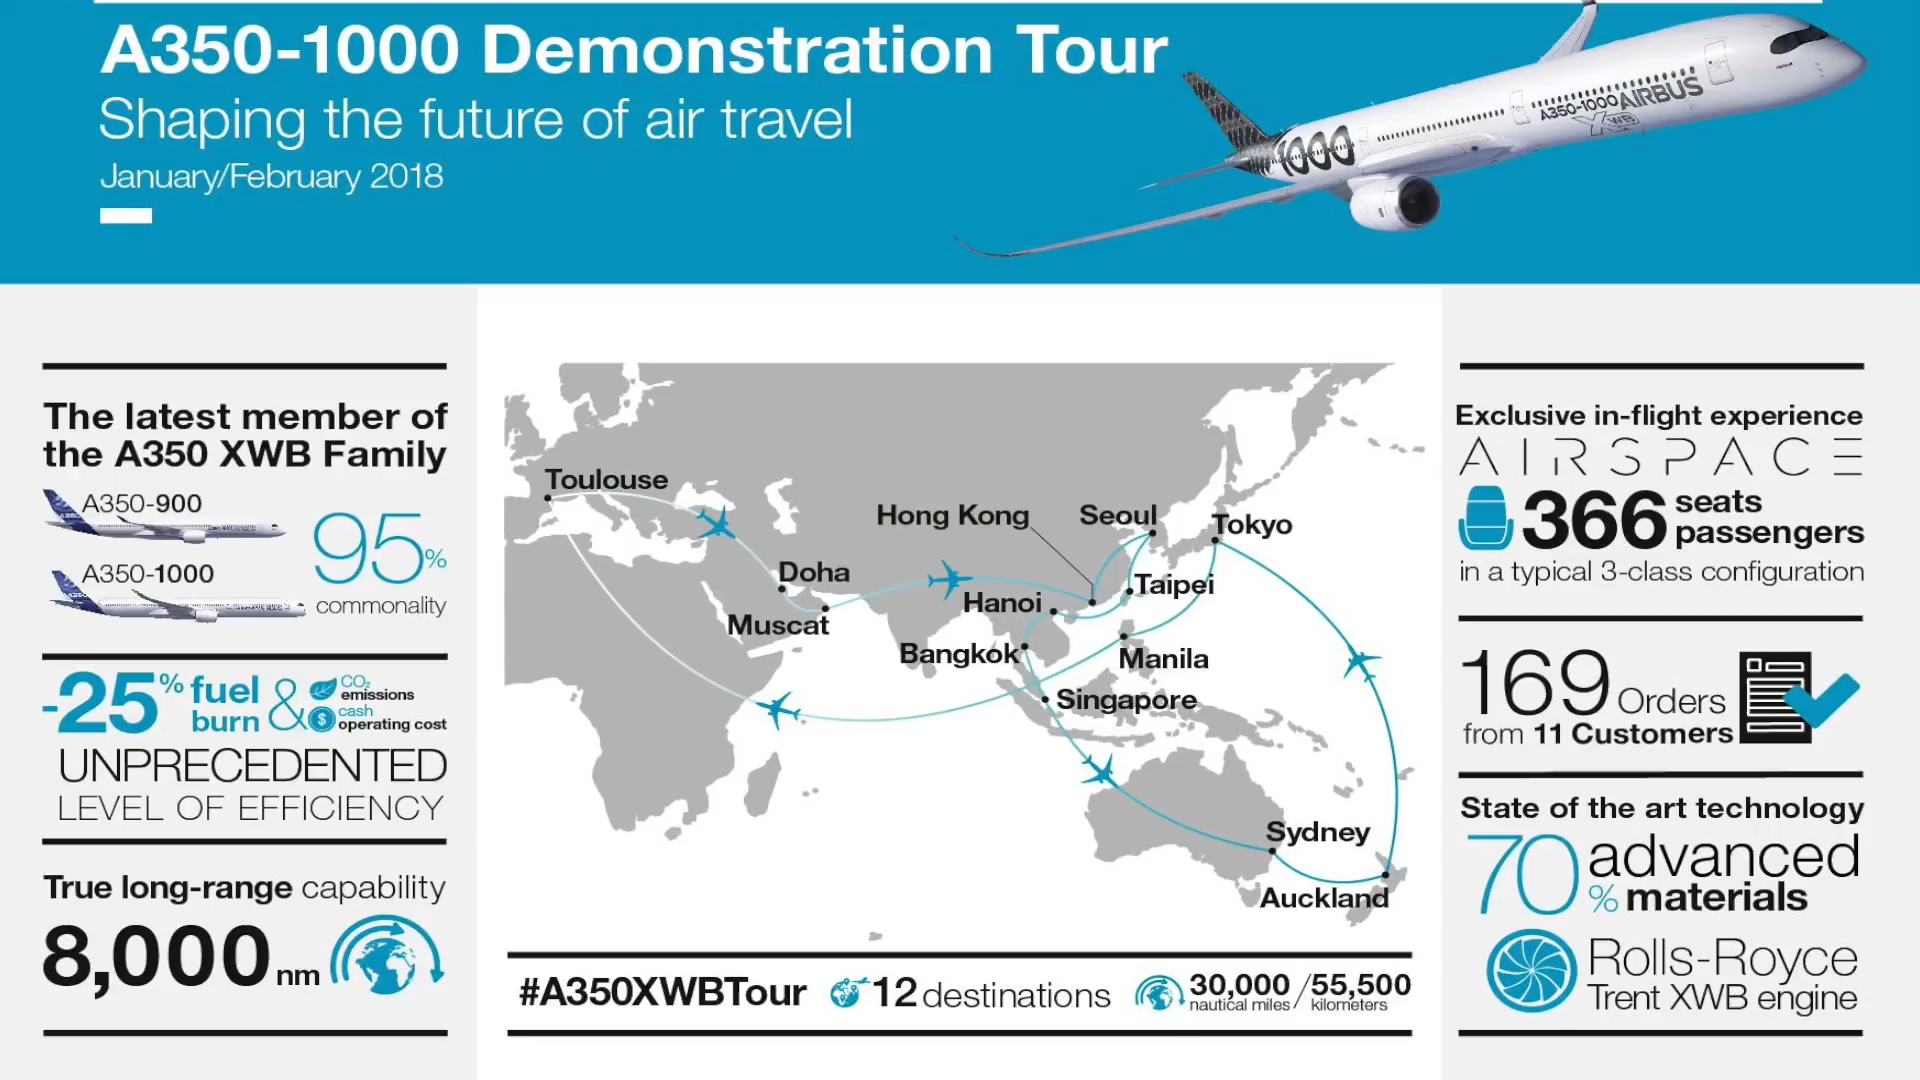 A350-1000 Demonstration Tour
Shaping the future of air travel
January/February 2018
A350-1000 AIRBUS
XWB
1000
The latest member of
the A350 XWB Family
A350-900
A350-1000
95%
commonality
-25% fuel burn & CO₂ emissions
cash operating cost
UNPRECEDENTED
LEVEL OF EFFICIENCY
True long-range capability
8,000 nm
Toulouse
Hong Kong
Seoul
Tokyo
Doha
Taipei
Hanoi
Muscat
Bangkok
Manila
Singapore
Sydney
Auckland
#A350XWBTour
12 destinations
30,000 / 55,500
nautical miles kilometers
Exclusive in-flight experience
AIRSPACE
366 seats passengers
in a typical 3-class configuration
169 Orders
from 11 Customers
State of the art technology
70% advanced materials
Rolls-Royce
Trent XWB engine